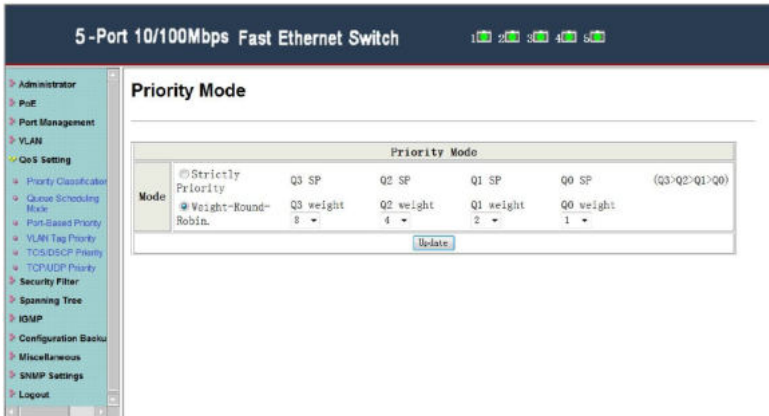 5-Port 10/100Mbps Fast Ethernet Switch
1 2 3 4 5
Administrator
PoE
Port Management
VLAN
QoS Setting
Priority Classification
Queue Scheduling
Mode
Port-Based Priority
VLAN Tag Priority
TCS/DSCP Priority
TCP/UDP Priority
Security Filter
Spanning Tree
IGMP
Configuration Backu
Miscellaneous
SNMP Settings
Logout
Priority Mode
Priority Mode
Mode
Strictly
Priority
Q3 SP Q2 SP Q1 SP Q0 SP (Q3>Q2>Q1>Q0)
Weight-Round-
Robin.
Q3 weight Q2 weight Q1 weight Q0 weight
8 4 2 1
Update